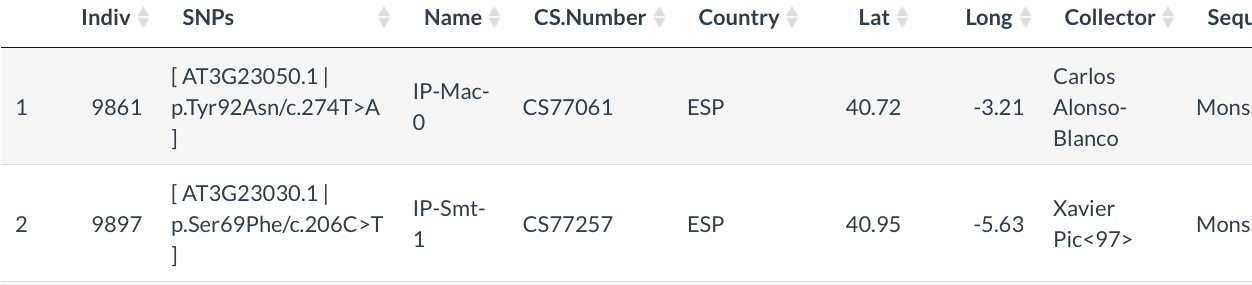 Indiv SNPs Name CS.Number Country Lat Long Collector Sequ
1 9861 [ AT3G23050.1 | p.Tyr92Asn/c.274T>A ] IP-Mac-0 CS77061 ESP 40.72 -3.21 Carlos Alonso-Blanco Mons
2 9897 [ AT3G23030.1 | p.Ser69Phe/c.206C>T ] IP-Smt-1 CS77257 ESP 40.95 -5.63 Xavier Pic<97> Mons